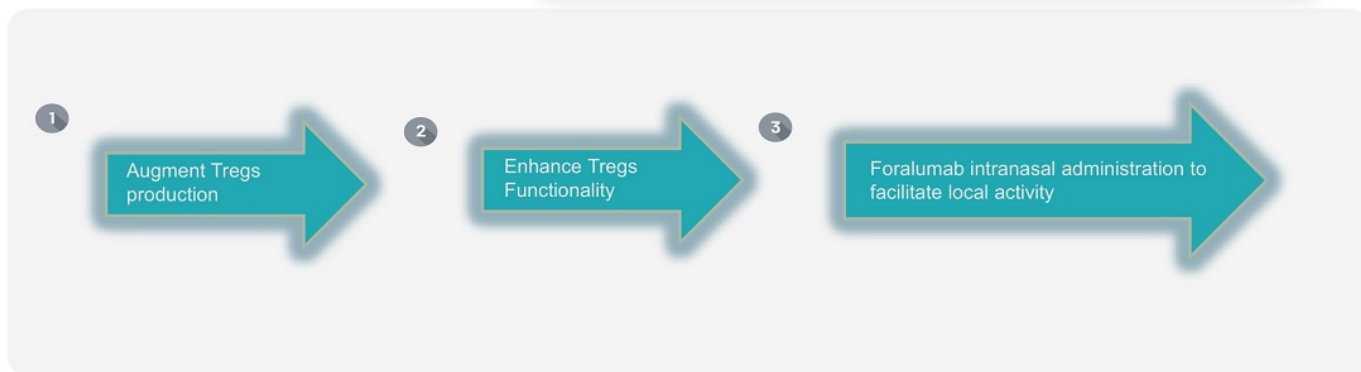 1
Augment Tregs
production
2
Enhance Tregs
Functionality
3
Foralumab intranasal administration to
facilitate local activity